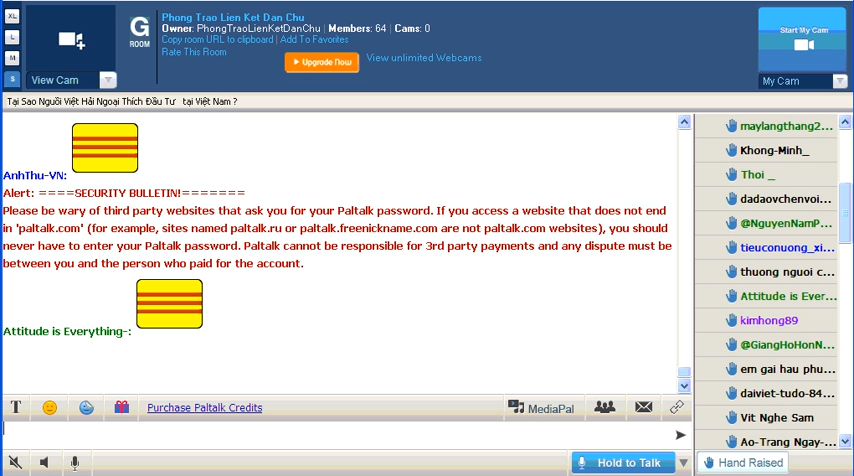 XL
L
M
S
View Cam
G
ROOM
Phong Trao Lien Ket Dan Chu
Owner: PhongTraoLienKetDanChu | Members: 64 | Cams: 0
Copy room URL to clipboard | Add To Favorites
Rate This Room
Upgrade Now
View unlimited Webcams
Start My Cam
My Cam
Tại Sao Người Việt Hải Ngoại Thích Đầu Tư tại Việt Nam ?
AnhThu-VN:
Alert: ====SECURITY BULLETIN!=======
Please be wary of third party websites that ask you for your Paltalk password. If you access a website that does not end
in 'paltalk.com' (for example, sites named paltalk.ru or paltalk.freenickname.com are not paltalk.com websites), you should
never have to enter your Paltalk password. Paltalk cannot be responsible for 3rd party payments and any dispute must be
between you and the person who paid for the account.
Attitude is Everything-:
maylangthang2...
Khong-Minh_
Thoi _
dadaovchenvoi...
@NguyenNamP...
tieuconuong_xi...
thuong nguoi c...
Attitude is Ever...
kimhong89
@GiangHoHonN...
em gai hau phu...
daiviet-tudo-84...
Vit Nghe Sam
Ao-Trang Ngay-...
T
Purchase Paltalk Credits
MediaPal
Hold to Talk
Hand Raised